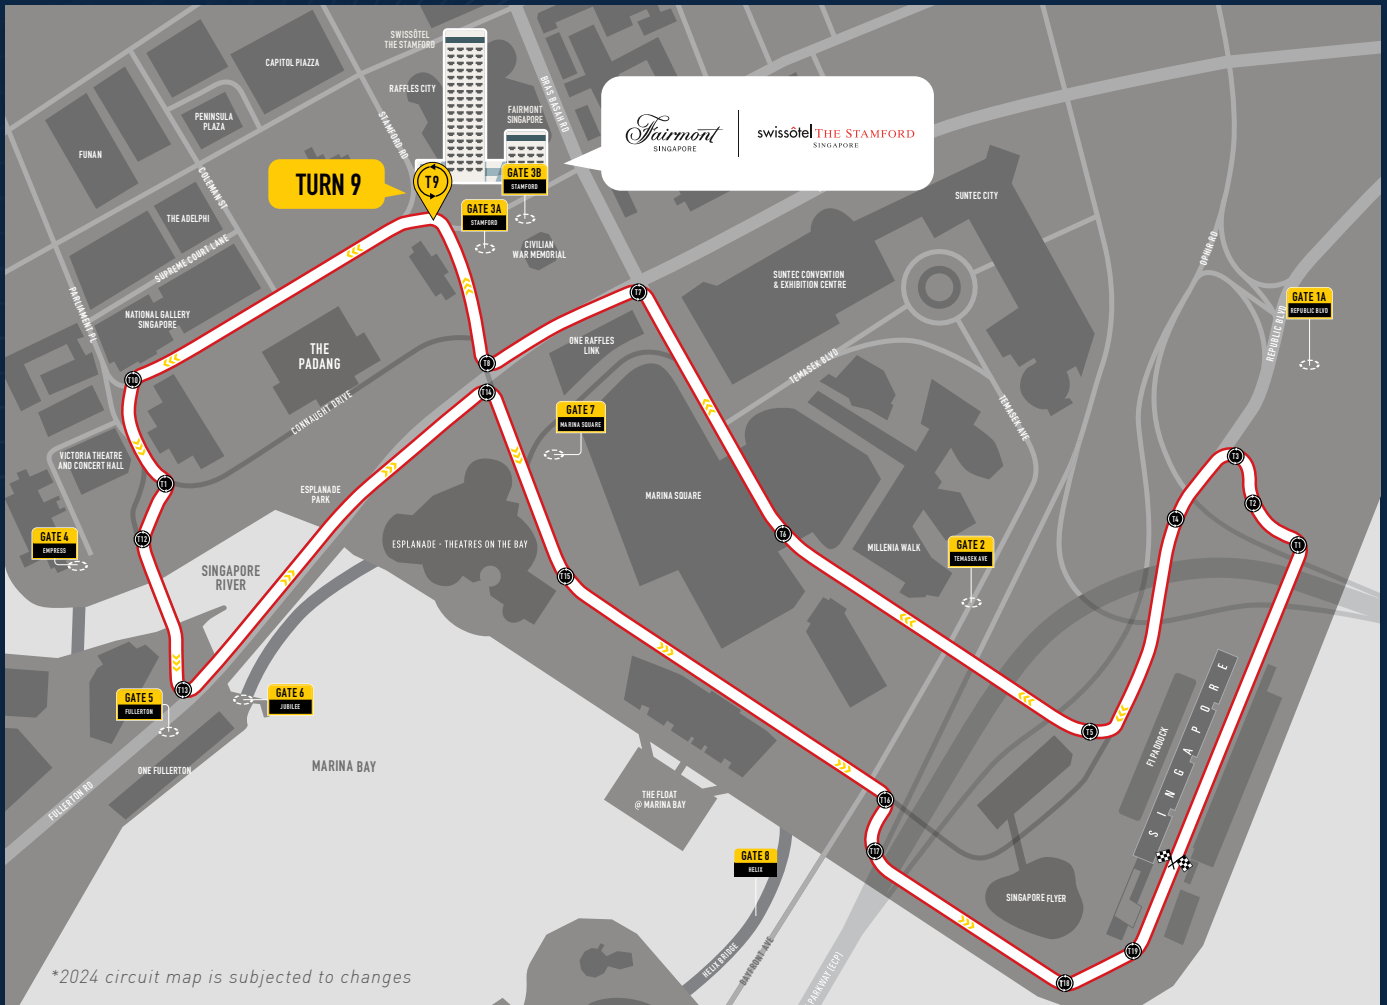 SWISSÔTEL
THE STAMFORD
CAPITOL PIAZZA
RAFFLES CITY
BRAS BASAH RD
FAIRMONT
SINGAPORE
Fairmont
SINGAPORE
swissôtel THE STAMFORD
SINGAPORE
PENINSULA
PLAZA
STAMFORD RD
FUNAN
COLEMAN ST
TURN 9
T9
GATE 3B
STAMFORD
GATE 3A
STAMFORD
SUNTEC CITY
THE ADELPHI
SUPREME COURT LANE
CIVILIAN
WAR MEMORIAL
OPHIR RD
SUNTEC CONVENTION
& EXHIBITION CENTRE
PARLIAMENT PL
NATIONAL GALLERY
SINGAPORE
T7
GATE 1A
REPUBLIC BLVD
REPUBLIC BLVD
THE
PADANG
ONE RAFFLES
LINK
T8
T10
T14
TEMASEK BLVD
CONNAUGHT DRIVE
GATE 7
MARINA SQUARE
TEMASEK AVE
VICTORIA THEATRE
AND CONCERT HALL
T3
T1
ESPLANADE
PARK
MARINA SQUARE
T2
T4
GATE 4
EMPRESS
T12
ESPLANADE - THEATRES ON THE BAY
T6
MILLENIA WALK
GATE 2
TEMASEK AVE
T1
SINGAPORE
RIVER
T15
T13
GATE 5
FULLERTON
GATE 6
JUBILEE
T5
F1 PADDOCK
SINGAPORE
MARINA BAY
ONE FULLERTON
FULLERTON RD
THE FLOAT
@ MARINA BAY
T16
T17
GATE 8
HELIX
SINGAPORE FLYER
HELIX BRIDGE
BAYFRONT AVE
PARKWAY (ECP)
T19
T18
*2024 circuit map is subjected to changes